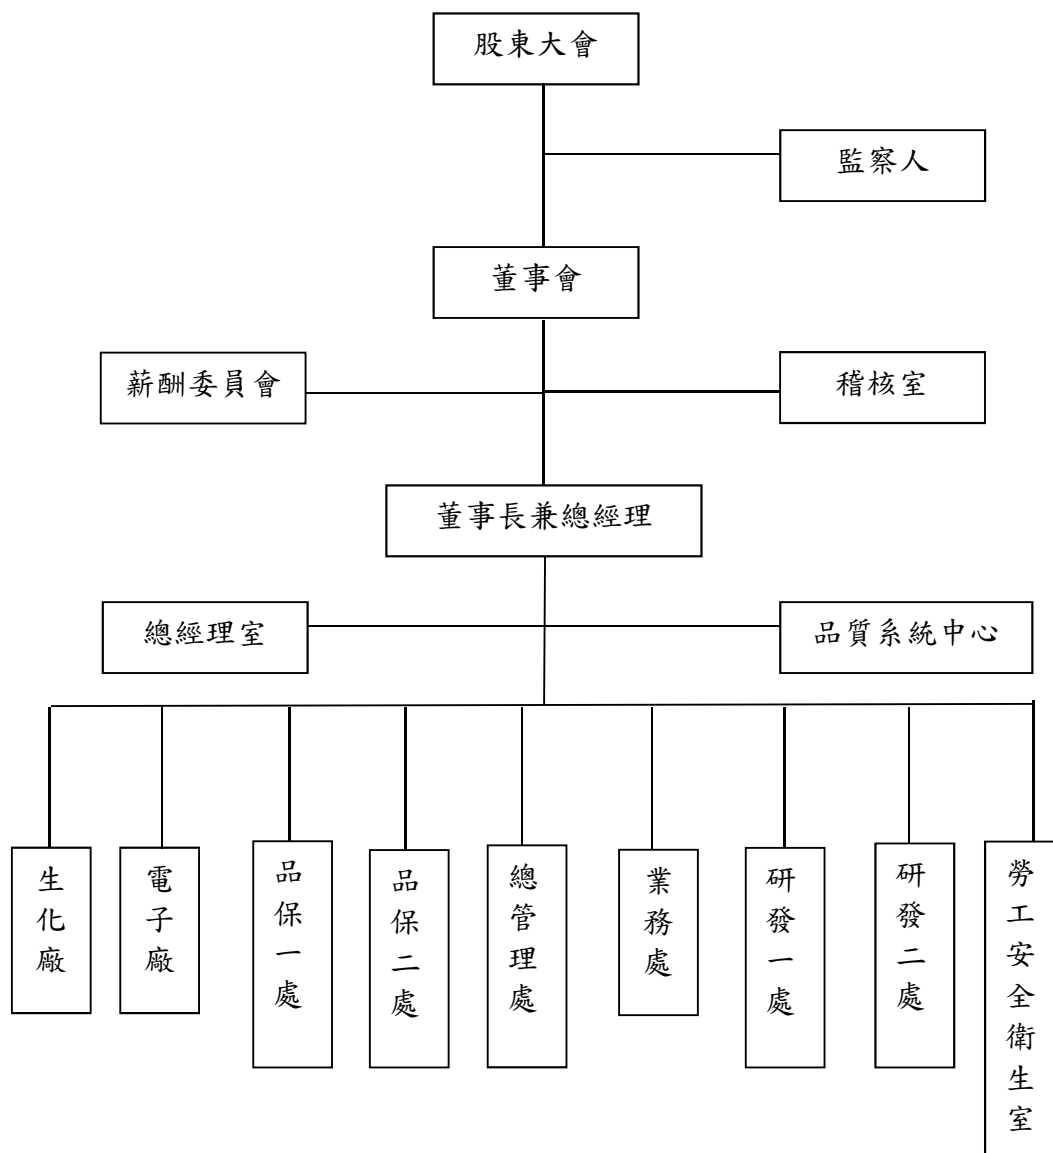 股東大會
監察人
董事會
薪酬委員會
稽核室
董事長兼總經理
總經理室
品質系統中心
生化廠
電子廠
品保一處
品保二處
總管理處
業務處
研發一處
研發二處
勞工安全衛生室